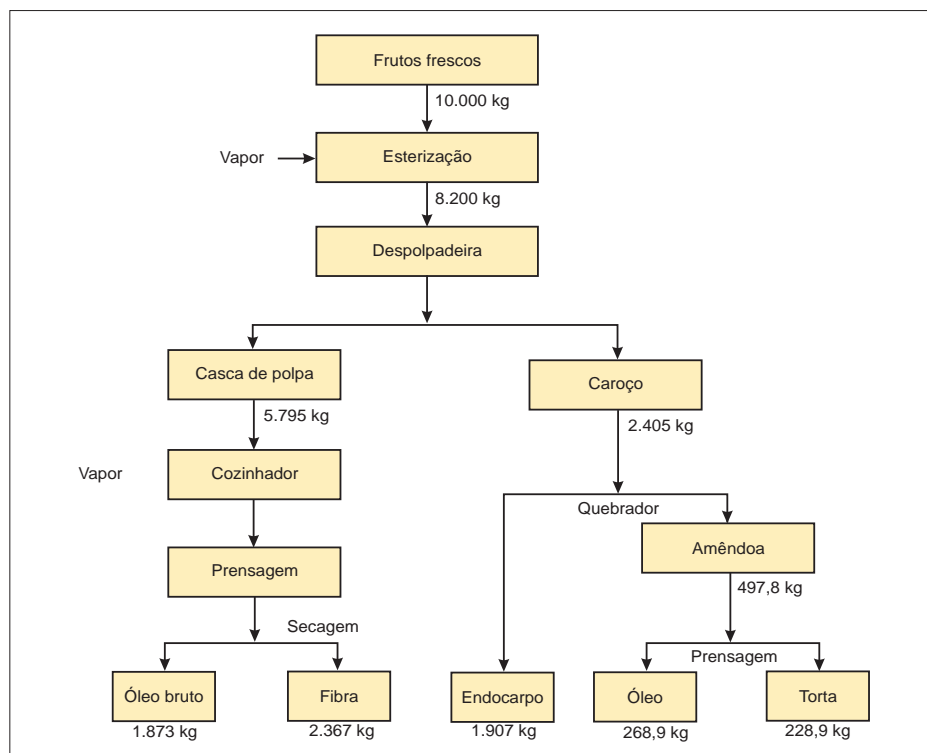 Frutos frescos
10.000 kg
Vapor
Esterização
8.200 kg
Despolpadeira
Casca de polpa
Caroço
5.795 kg
2.405 kg
Vapor
Cozinhador
Quebrador
Amêndoa
Prensagem
497,8 kg
Secagem
Prensagem
Óleo bruto
Fibra
Endocarpo
Óleo
Torta
1.873 kg
2.367 kg
1.907 kg
268,9 kg
228,9 kg